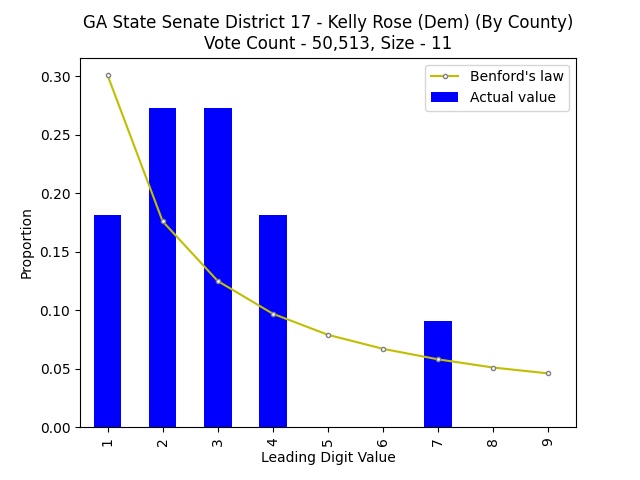 GA State Senate District 17 - Kelly Rose (Dem) (By County)
Vote Count - 50,513, Size - 11
Benford's law
Actual value
0.30
0.25
0.20
0.15
0.10
0.05
0.00
Proportion
1 2 3 4 5 6 7 8 9
Leading Digit Value